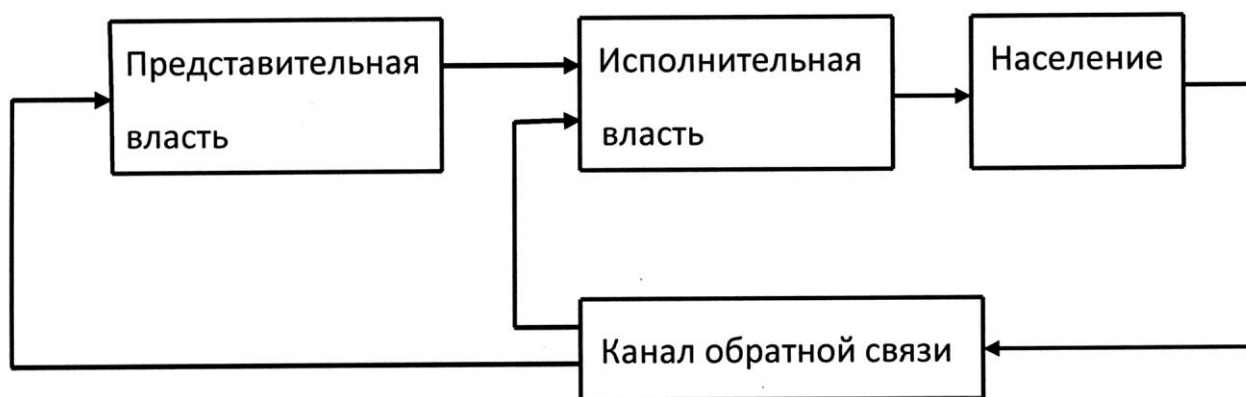 Представительная
власть
Исполнительная
власть
Население
Канал обратной связи